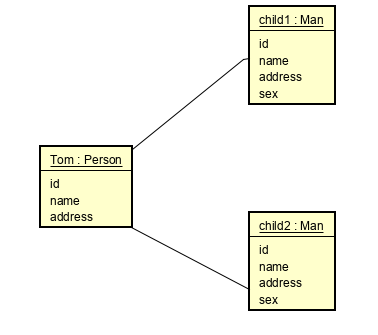 child1 : Man
id
name
address
sex
Tom : Person
id
name
address
child2 : Man
id
name
address
sex